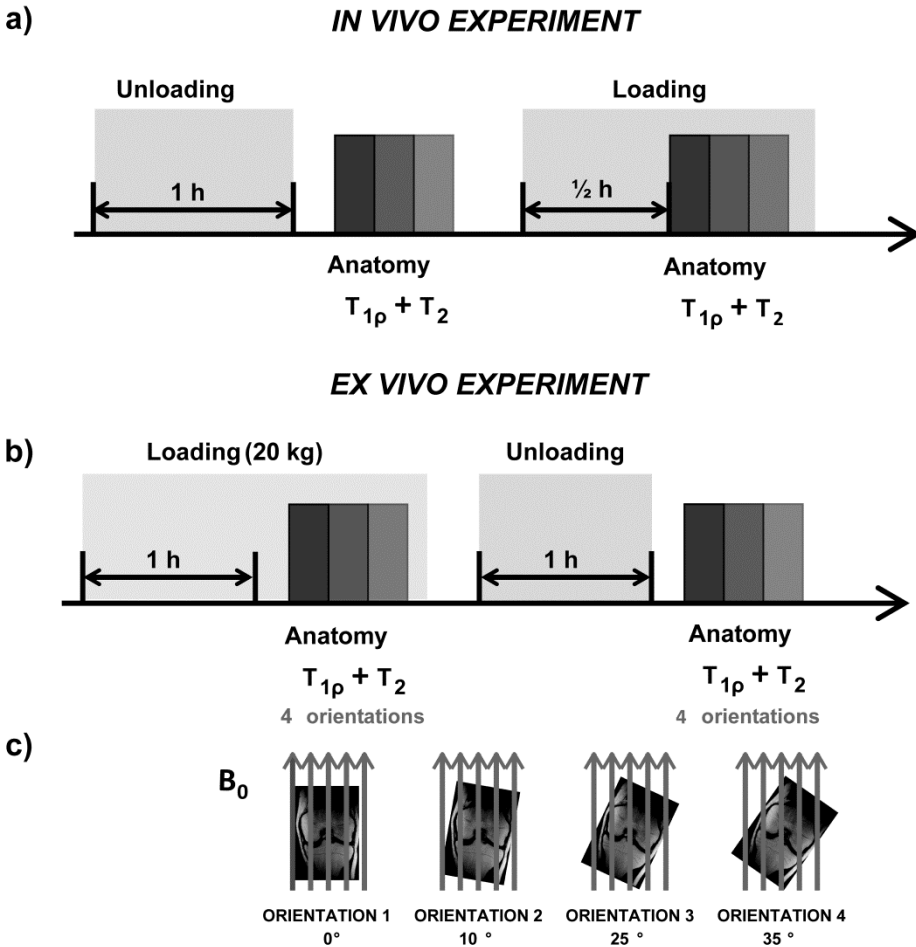 a)
IN VIVO EXPERIMENT
Unloading
Loading
1 h
½ h
Anatomy
T1ρ + T2
Anatomy
T1ρ + T2
EX VIVO EXPERIMENT
b)
Loading (20 kg)
Unloading
1 h
1 h
Anatomy
T1ρ + T2
4 orientations
Anatomy
T1ρ + T2
4 orientations
c)
B0
ORIENTATION 1
0°
ORIENTATION 2
10 °
ORIENTATION 3
25 °
ORIENTATION 4
35 °